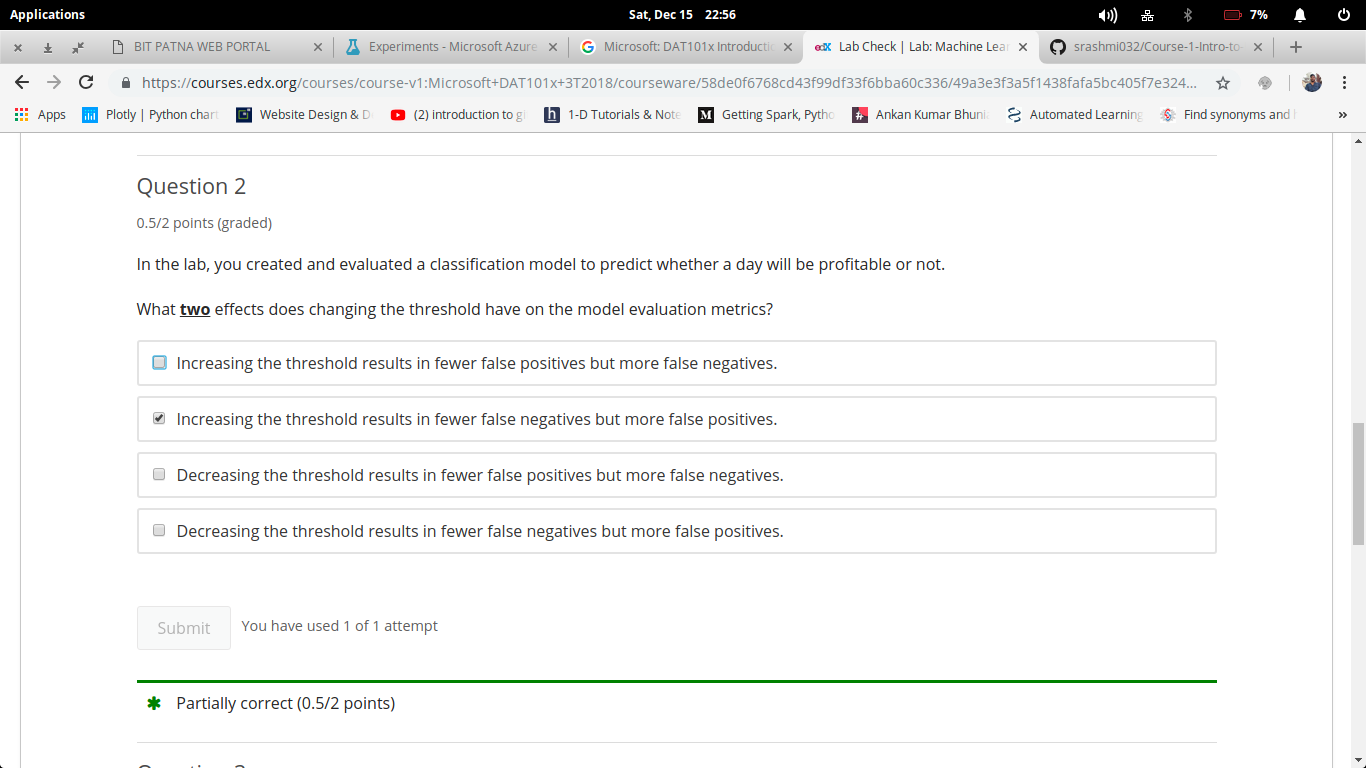 Applications
Sat, Dec 15 22:56
7%
BIT PATNA WEB PORTAL
Experiments - Microsoft Azure
Microsoft: DAT101x Introductic
edX Lab Check | Lab: Machine Lear
srashmi032/Course-1-Intro-to-
https://courses.edx.org/courses/course-v1:Microsoft+DAT101x+3T2018/courseware/58de0f6768cd43f99df33f6bba60c336/49a3e3f3a5f1438fafa5bc405f7e324...
Apps
Plotly | Python chart
Website Design & D
(2) introduction to gi
h 1-D Tutorials & Note
M Getting Spark, Pytho
Ankan Kumar Bhuni
Automated Learning
Find synonyms and
»
Question 2
0.5/2 points (graded)
In the lab, you created and evaluated a classification model to predict whether a day will be profitable or not.
What two effects does changing the threshold have on the model evaluation metrics?
Increasing the threshold results in fewer false positives but more false negatives.
Increasing the threshold results in fewer false negatives but more false positives.
Decreasing the threshold results in fewer false positives but more false negatives.
Decreasing the threshold results in fewer false negatives but more false positives.
Submit
You have used 1 of 1 attempt
✱ Partially correct (0.5/2 points)